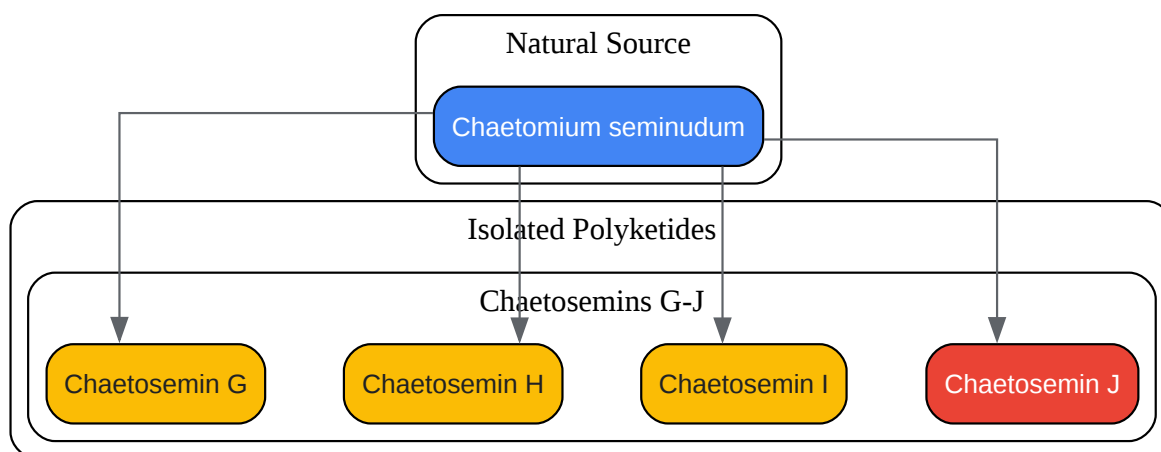 Natural Source
Chaetomium seminudum
Isolated Polyketides
Chaetosemins G-J
Chaetosemin G
Chaetosemin H
Chaetosemin I
Chaetosemin J